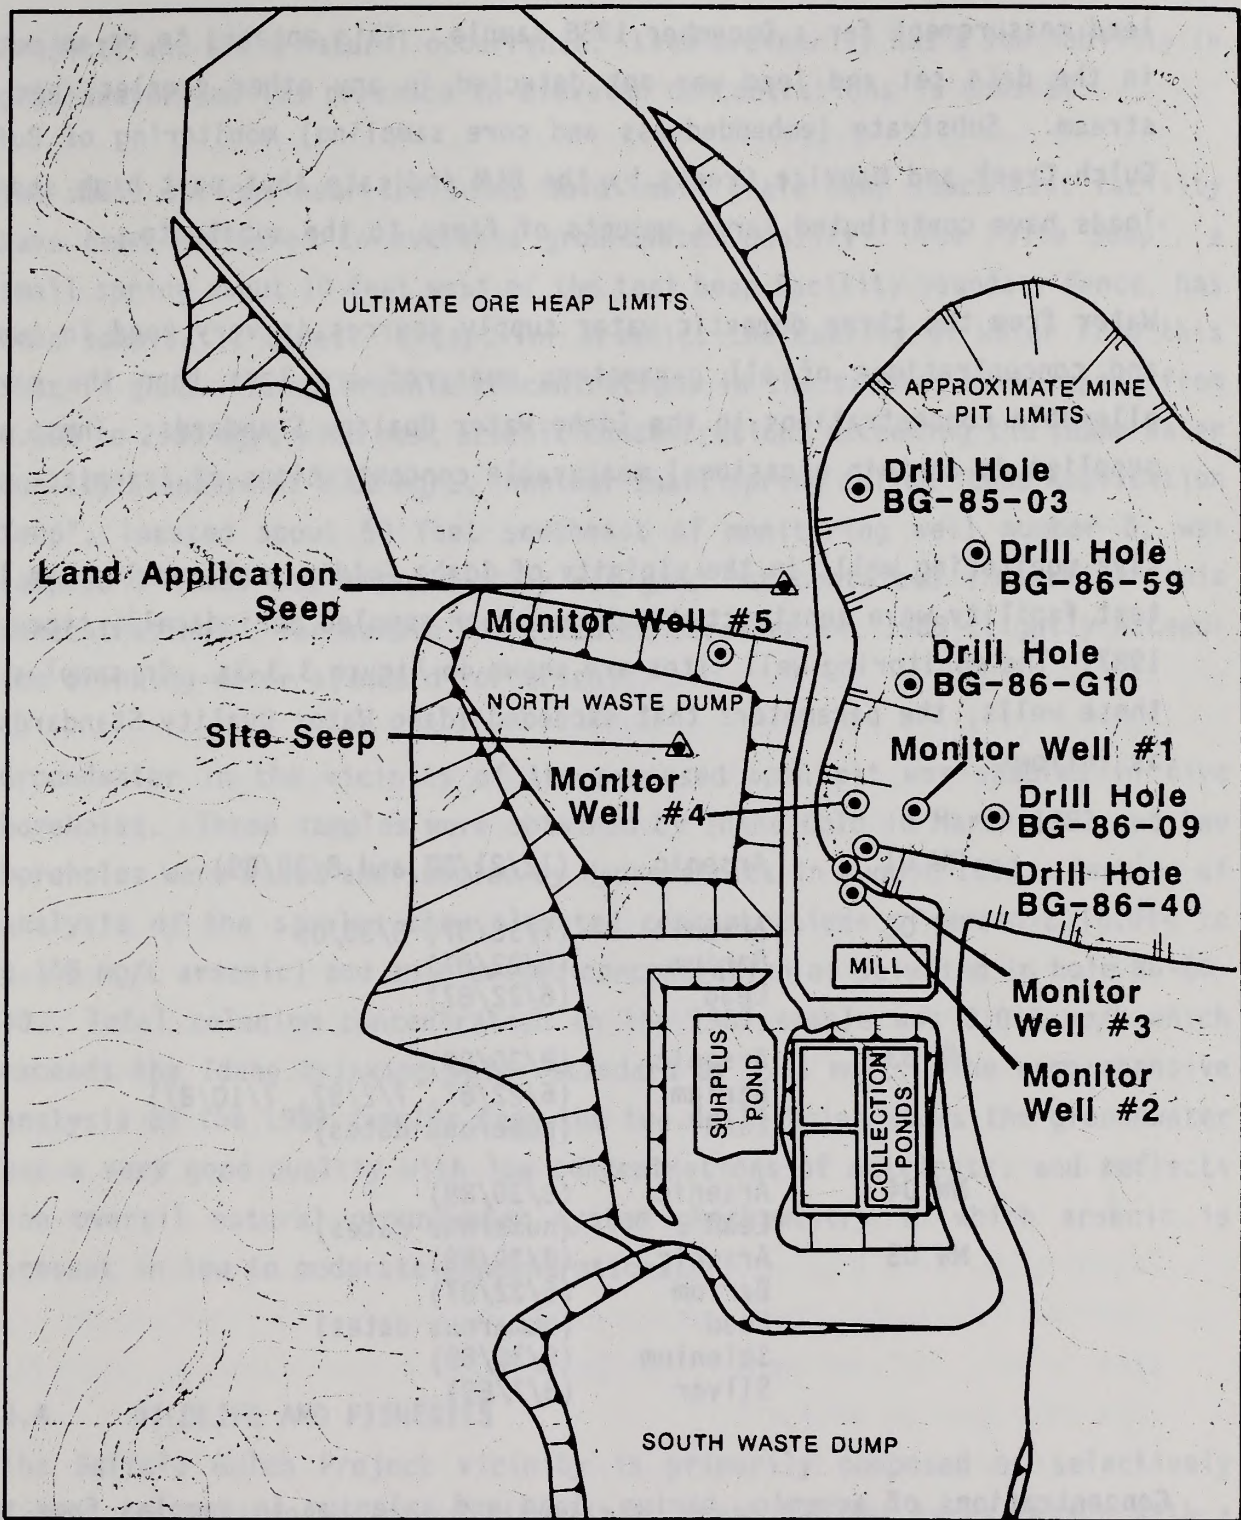 ULTIMATE ORE HEAP LIMITS
APPROXIMATE MINE
PIT LIMITS
Drill Hole
BG-85-03
Drill Hole
BG-86-59
Land Application
Seep
Monitor Well #5
Drill Hole
BG-86-G10
NORTH WASTE DUMP
Site Seep
Monitor Well #1
Monitor
Well #4
Drill Hole
BG-86-09
Drill Hole
BG-86-40
MILL
Monitor
Well #3
SURPLUS
POND
COLLECTION
PONDS
Monitor
Well #2
SOUTH WASTE DUMP